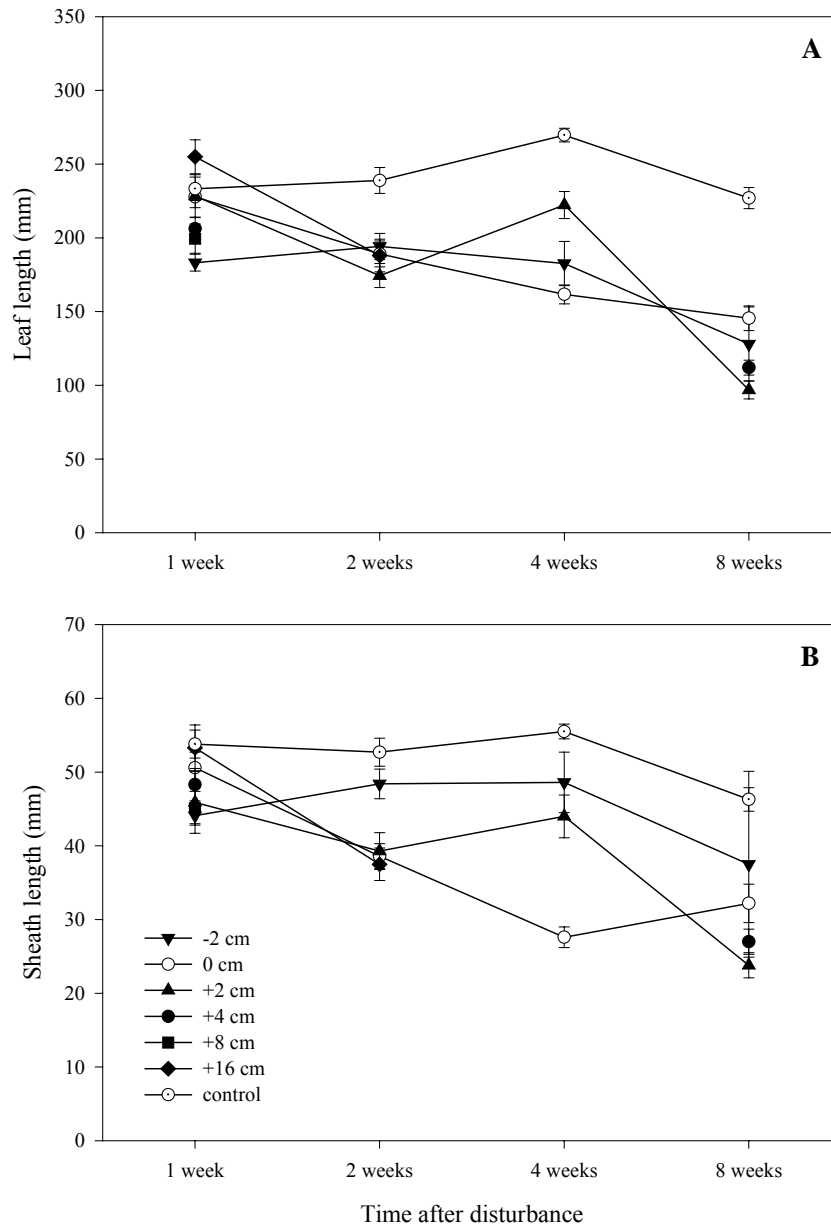 A
350
300
250
200
150
100
50
0
Leaf length (mm)
1 week 2 weeks 4 weeks 8 weeks
B
70
60
50
40
30
20
10
0
Sheath length (mm)
-2 cm
0 cm
+2 cm
+4 cm
+8 cm
+16 cm
control
1 week 2 weeks 4 weeks 8 weeks
Time after disturbance